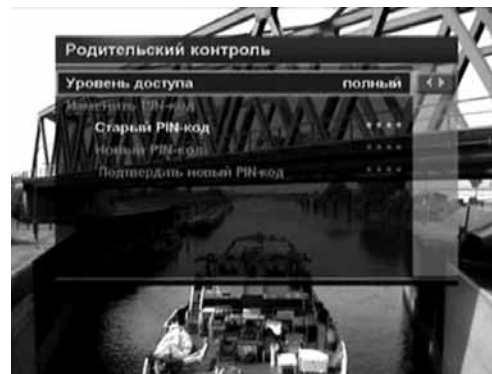 Родительский контроль
Уровень доступа полный
Изменить PIN-код
Старый PIN-код ****
Новый PIN-код ****
Подтвердить новый PIN-код ****